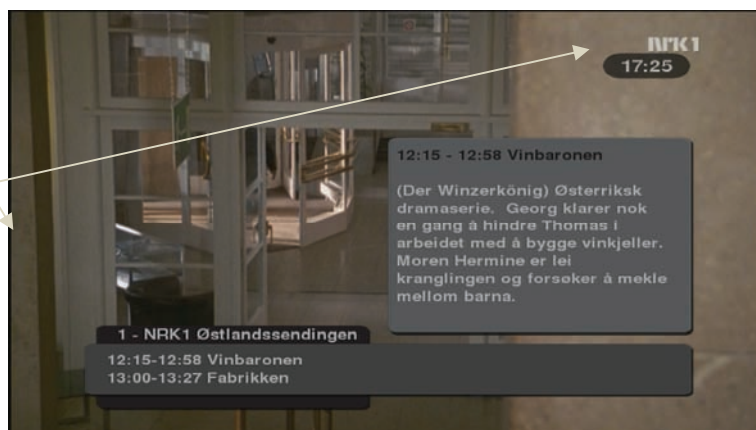 NRK1
17:25
12:15 - 12:58 Vinbaronen
(Der Winzerkönig) Østerriksk
dramaserie. Georg klarer nok
en gang å hindre Thomas i
arbeidet med å bygge vinkjeller.
Moren Hermine er lei
kranglingen og forsøker å mekle
mellom barna.
1 - NRK1 Østlandssendingen
12:15-12:58 Vinbaronen
13:00-13:27 Fabrikken